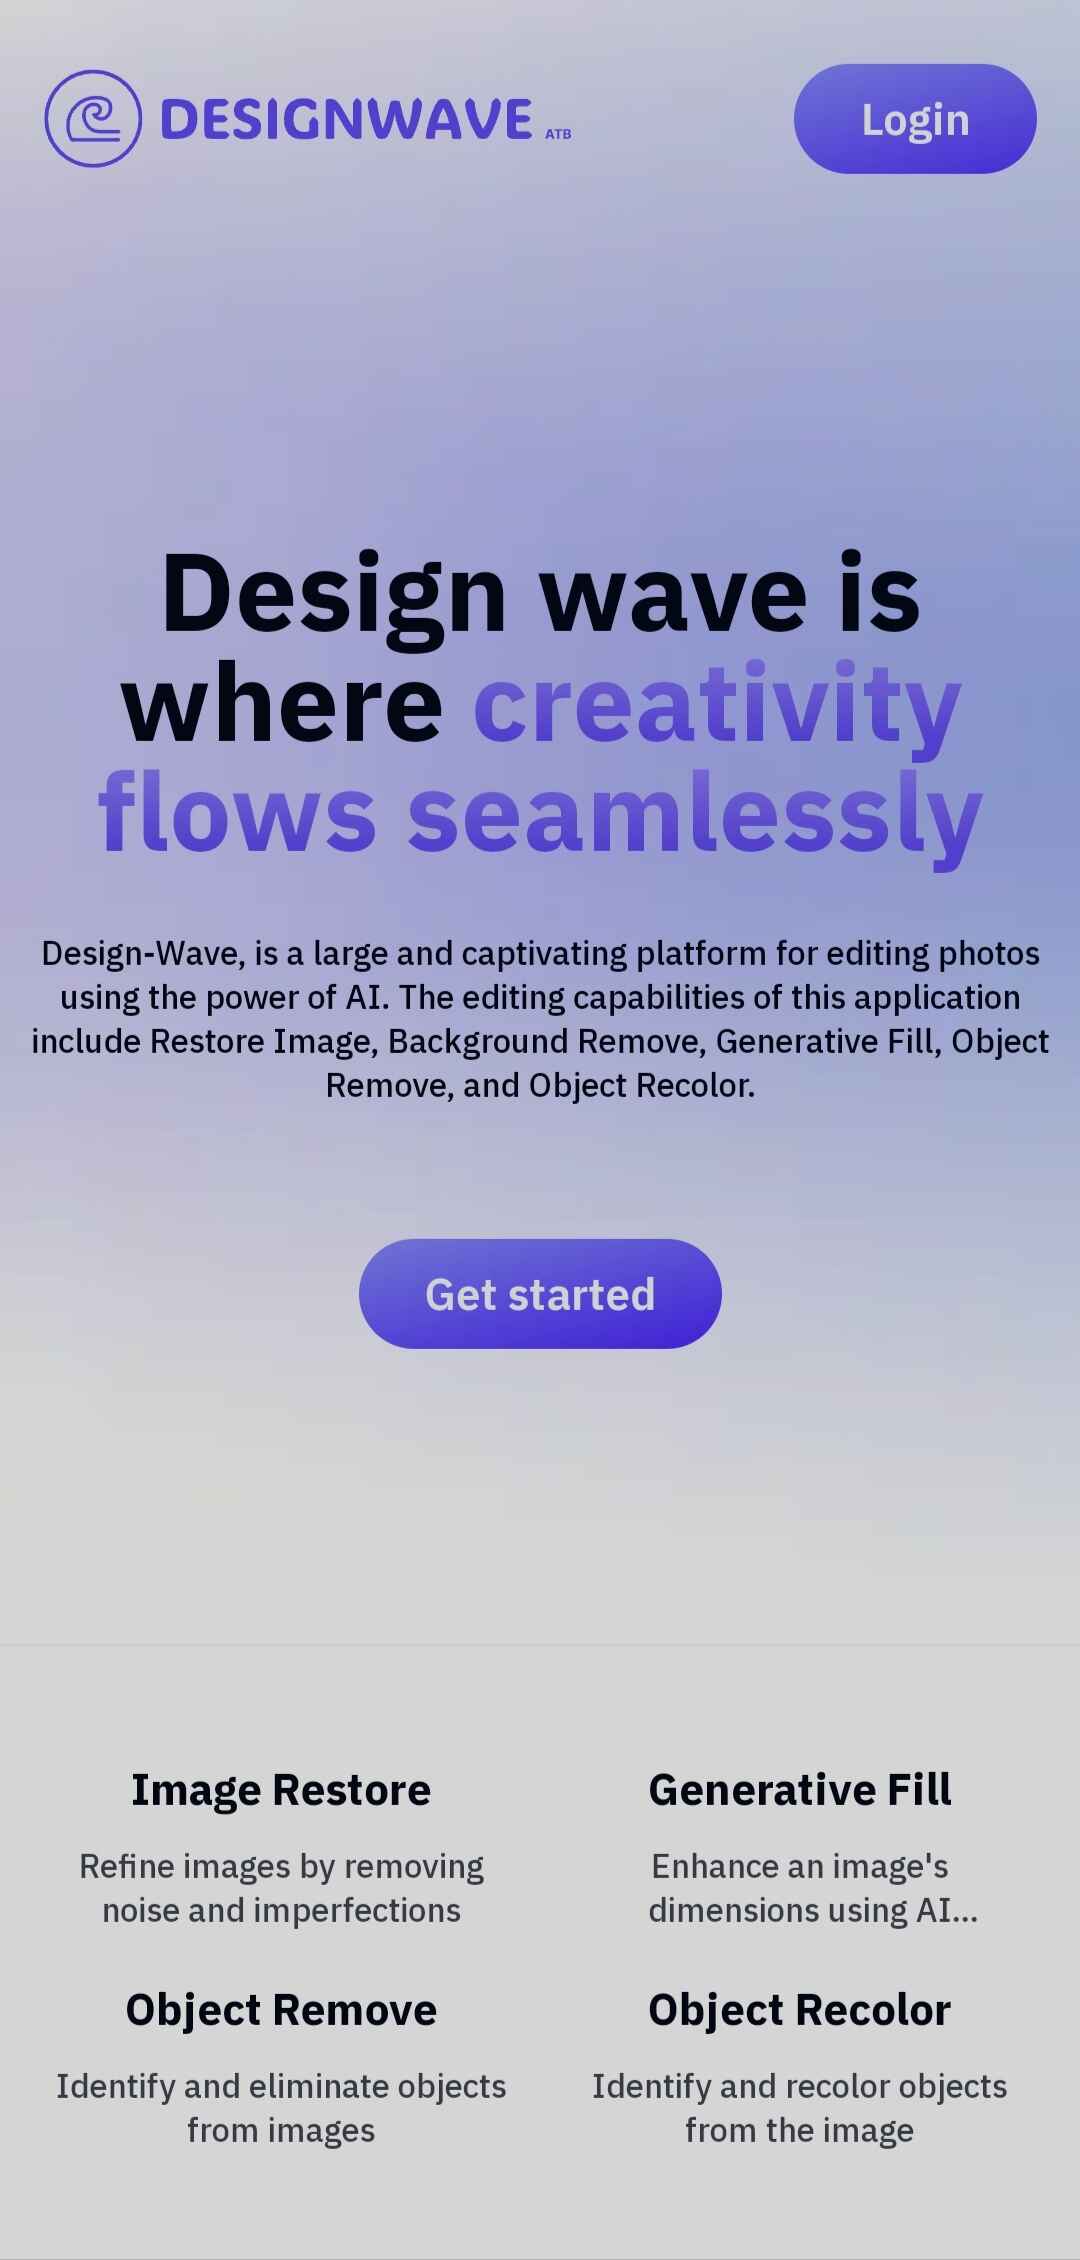 DESIGNWAVE ATB
Login
Design wave is
where creativity
flows seamlessly
Design-Wave, is a large and captivating platform for editing photos
using the power of AI. The editing capabilities of this application
include Restore Image, Background Remove, Generative Fill, Object
Remove, and Object Recolor.
Get started
Image Restore
Refine images by removing
noise and imperfections
Generative Fill
Enhance an image's
dimensions using AI...
Object Remove
Identify and eliminate objects
from images
Object Recolor
Identify and recolor objects
from the image